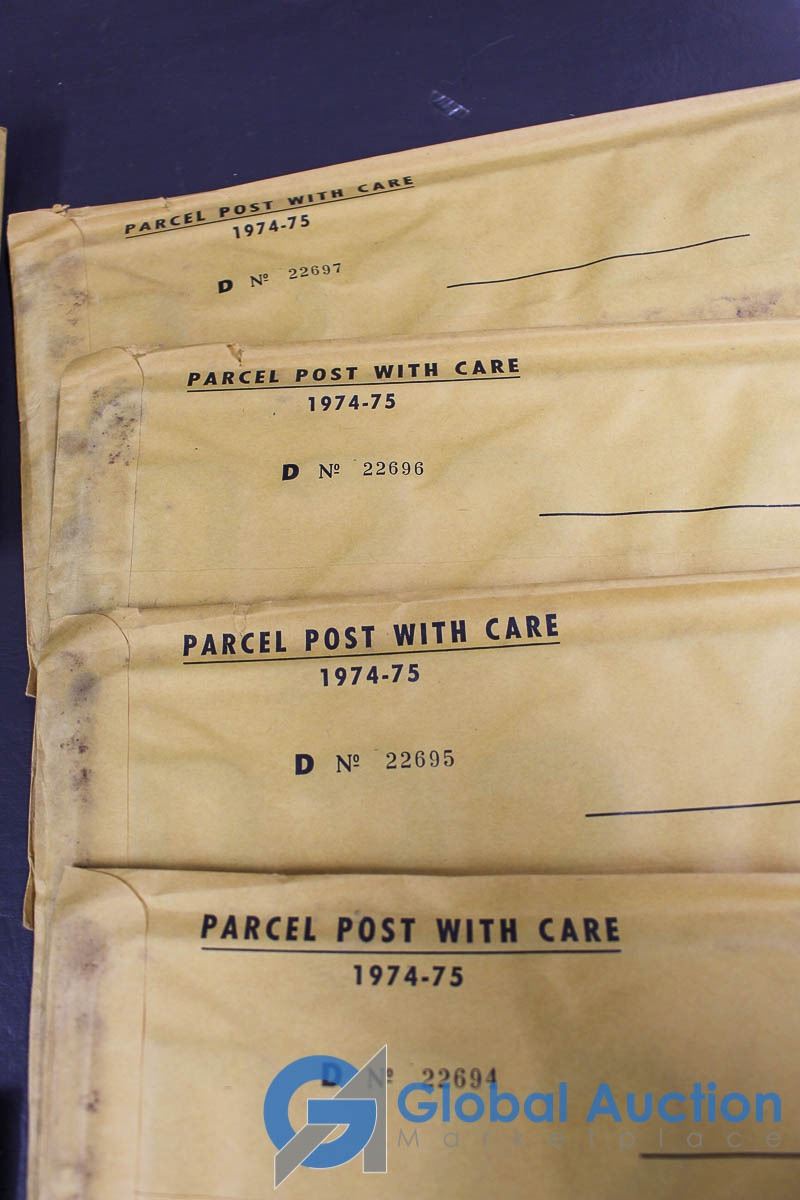 PARCEL POST WITH CARE
1974-75
D Nº 22697
PARCEL POST WITH CARE
1974-75
D Nº 22696
PARCEL POST WITH CARE
1974-75
D Nº 22695
PARCEL POST WITH CARE
1974-75
D Nº 22694
GA Global Auction
Marketplace